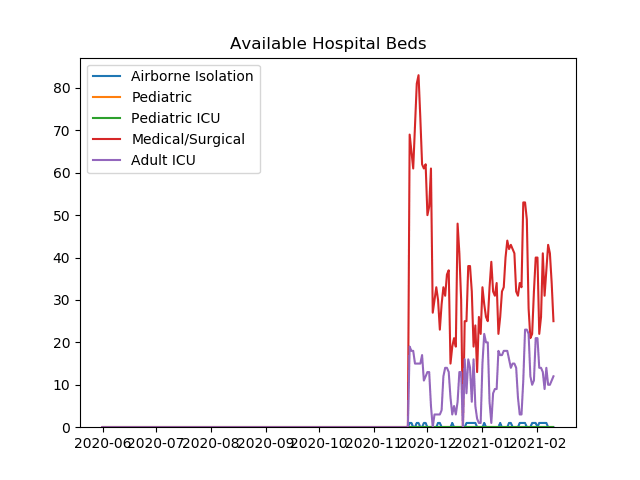 Available Hospital Beds
Airborne Isolation
Pediatric
Pediatric ICU
Medical/Surgical
Adult ICU
80
70
60
50
40
30
20
10
0
2020-06 2020-07 2020-08 2020-09 2020-10 2020-11 2020-12 2021-01 2021-02